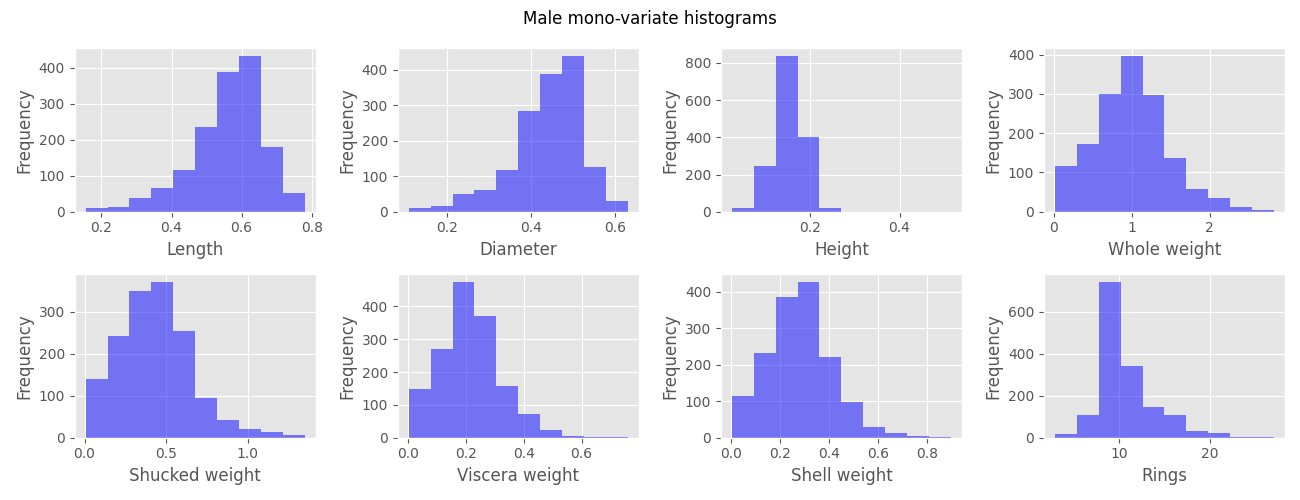 Male mono-variate histograms
Frequency
400
300
200
100
0
0.2 0.4 0.6 0.8
Length
Frequency
400
300
200
100
0
0.2 0.4 0.6
Diameter
Frequency
800
600
400
200
0
0.2 0.4
Height
Frequency
400
300
200
100
0
0 1 2
Whole weight
Frequency
300
200
100
0
0.0 0.5 1.0
Shucked weight
Frequency
400
300
200
100
0
0.0 0.2 0.4 0.6
Viscera weight
Frequency
400
300
200
100
0
0.0 0.2 0.4 0.6 0.8
Shell weight
Frequency
600
400
200
0
10 20
Rings